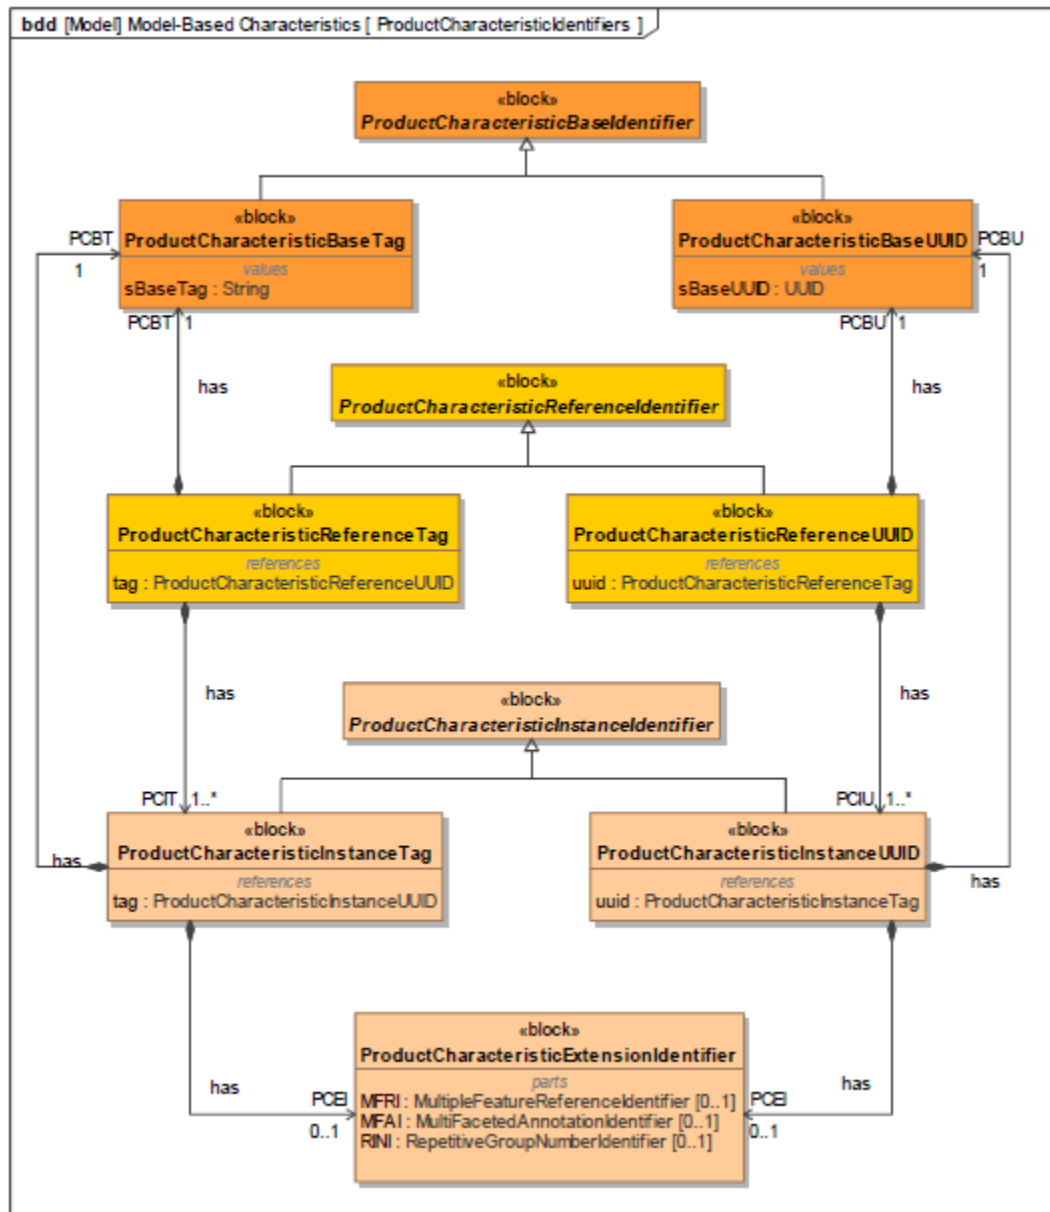 bdd [Model] Model-Based Characteristics [ ProductCharacteristicIdentifiers ]
«block»
ProductCharacteristicBaseIdentifier
«block»
ProductCharacteristicBaseTag
values
sBaseTag : String
«block»
ProductCharacteristicBaseUUID
values
sBaseUUID : UUID
PCBT
1
PCBU
1
PCBT 1
PCBU 1
has
has
«block»
ProductCharacteristicReferenceIdentifier
«block»
ProductCharacteristicReferenceTag
references
tag : ProductCharacteristicReferenceUUID
«block»
ProductCharacteristicReferenceUUID
references
uuid : ProductCharacteristicReferenceTag
has
has
«block»
ProductCharacteristicInstanceIdentifier
PCIT 1..*
PCIU 1..*
«block»
ProductCharacteristicInstanceTag
references
tag : ProductCharacteristicInstanceUUID
«block»
ProductCharacteristicInstanceUUID
references
uuid : ProductCharacteristicInstanceTag
has
has
«block»
ProductCharacteristicExtensionIdentifier
parts
MFRI : MultipleFeatureReferenceIdentifier [0..1]
MFAI : MultiFacetedAnnotationIdentifier [0..1]
RINI : RepetitiveGroupNumberIdentifier [0..1]
has
has
PCEI
0..1
PCEI
0..1